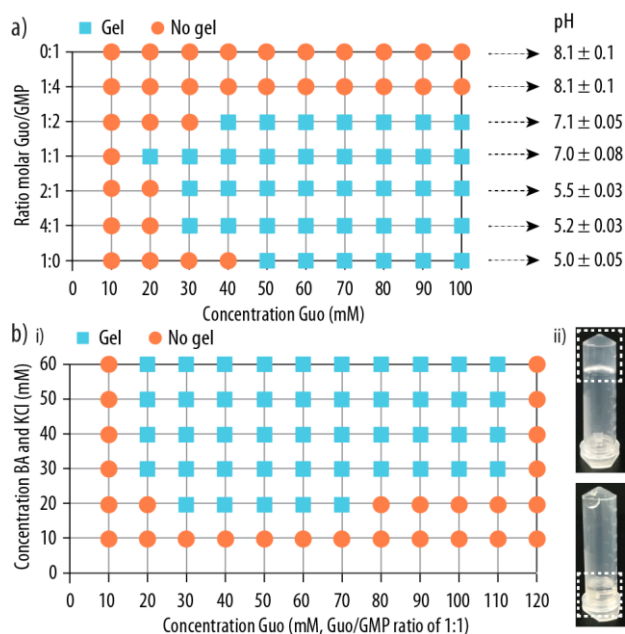 a)
Gel
No gel
pH
Ratio molar Guo/GMP
0:1
8.1 ± 0.1
1:4
8.1 ± 0.1
1:2
7.1 ± 0.05
1:1
7.0 ± 0.08
2:1
5.5 ± 0.03
4:1
5.2 ± 0.03
1:0
5.0 ± 0.05
0 10 20 30 40 50 60 70 80 90 100
Concentration Guo (mM)
b) i)
Gel
No gel
ii)
Concentration BA and KCl (mM)
60
50
40
30
20
10
0
0 10 20 30 40 50 60 70 80 90 100 110 120
Concentration Guo (mM, Guo/GMP ratio of 1:1)